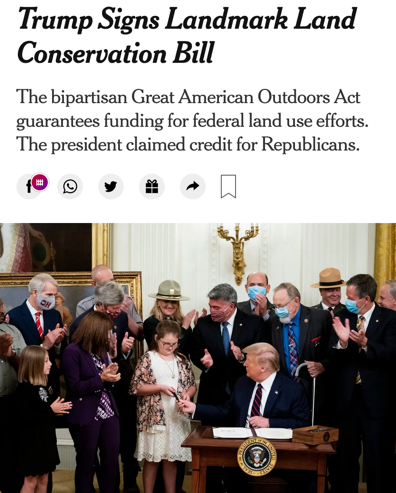 Trump Signs Landmark Land
Conservation Bill
The bipartisan Great American Outdoors Act
guarantees funding for federal land use efforts.
The president claimed credit for Republicans.